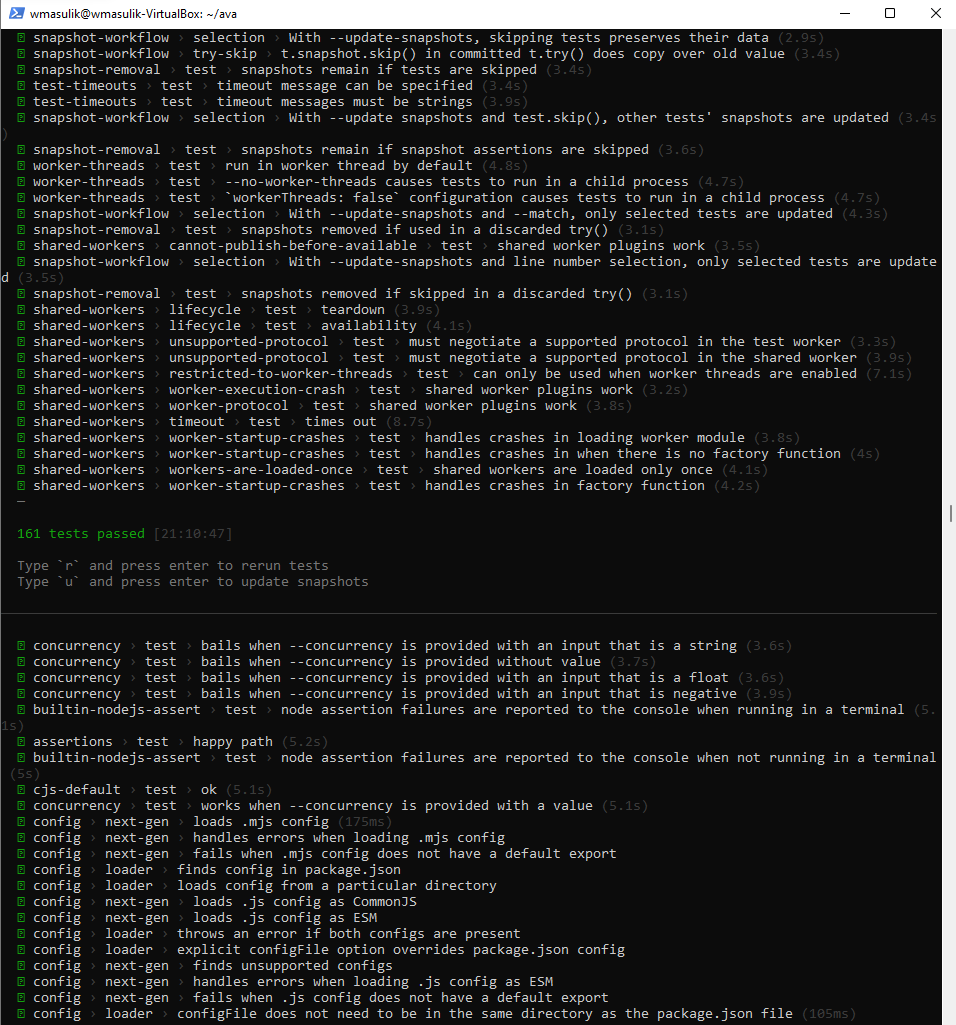 wmasulik@wmasulik-VirtualBox: ~/ava
snapshot-workflow › selection › With --update-snapshots, skipping tests preserves their data (2.9s)
snapshot-workflow › try-skip › t.snapshot.skip() in committed t.try() does copy over old value (3.4s)
snapshot-removal › test › snapshots remain if tests are skipped (3.4s)
test-timeouts › test › timeout message can be specified (3.4s)
test-timeouts › test › timeout messages must be strings (3.9s)
snapshot-workflow › selection › With --update snapshots and test.skip(), other tests' snapshots are updated (3.4s
)
snapshot-removal › test › snapshots remain if snapshot assertions are skipped (3.6s)
worker-threads › test › run in worker thread by default (4.8s)
worker-threads › test › --no-worker-threads causes tests to run in a child process (4.7s)
worker-threads › test › `workerThreads: false` configuration causes tests to run in a child process (4.7s)
snapshot-workflow › selection › With --update-snapshots and --match, only selected tests are updated (4.3s)
snapshot-removal › test › snapshots removed if used in a discarded try() (3.1s)
shared-workers › cannot-publish-before-available › test › shared worker plugins work (3.5s)
snapshot-workflow › selection › With --update-snapshots and line number selection, only selected tests are update
d (3.5s)
snapshot-removal › test › snapshots removed if skipped in a discarded try() (3.1s)
shared-workers › lifecycle › test › teardown (3.9s)
shared-workers › lifecycle › test › availability (4.1s)
shared-workers › unsupported-protocol › test › must negotiate a supported protocol in the test worker (3.3s)
shared-workers › unsupported-protocol › test › must negotiate a supported protocol in the shared worker (3.9s)
shared-workers › restricted-to-worker-threads › test › can only be used when worker threads are enabled (7.1s)
shared-workers › worker-execution-crash › test › shared worker plugins work (3.2s)
shared-workers › worker-protocol › test › shared worker plugins work (3.8s)
shared-workers › timeout › test › times out (8.7s)
shared-workers › worker-startup-crashes › test › handles crashes in loading worker module (3.8s)
shared-workers › worker-startup-crashes › test › handles crashes in when there is no factory function (4s)
shared-workers › workers-are-loaded-once › test › shared workers are loaded only once (4.1s)
shared-workers › worker-startup-crashes › test › handles crashes in factory function (4.2s)
─
161 tests passed [21:10:47]
Type `r` and press enter to rerun tests
Type `u` and press enter to update snapshots
concurrency › test › bails when --concurrency is provided with an input that is a string (3.6s)
concurrency › test › bails when --concurrency is provided without value (3.7s)
concurrency › test › bails when --concurrency is provided with an input that is a float (3.6s)
concurrency › test › bails when --concurrency is provided with an input that is negative (3.9s)
builtin-nodejs-assert › test › node assertion failures are reported to the console when running in a terminal (5.
1s)
assertions › test › happy path (5.2s)
builtin-nodejs-assert › test › node assertion failures are reported to the console when not running in a terminal
(5s)
cjs-default › test › ok (5.1s)
concurrency › test › works when --concurrency is provided with a value (5.1s)
config › next-gen › loads .mjs config (175ms)
config › next-gen › handles errors when loading .mjs config
config › next-gen › fails when .mjs config does not have a default export
config › loader › finds config in package.json
config › loader › loads config from a particular directory
config › next-gen › loads .js config as CommonJS
config › next-gen › loads .js config as ESM
config › loader › throws an error if both configs are present
config › loader › explicit configFile option overrides package.json config
config › next-gen › finds unsupported configs
config › next-gen › handles errors when loading .js config as ESM
config › next-gen › fails when .js config does not have a default export
config › loader › configFile does not need to be in the same directory as the package.json file (105ms)